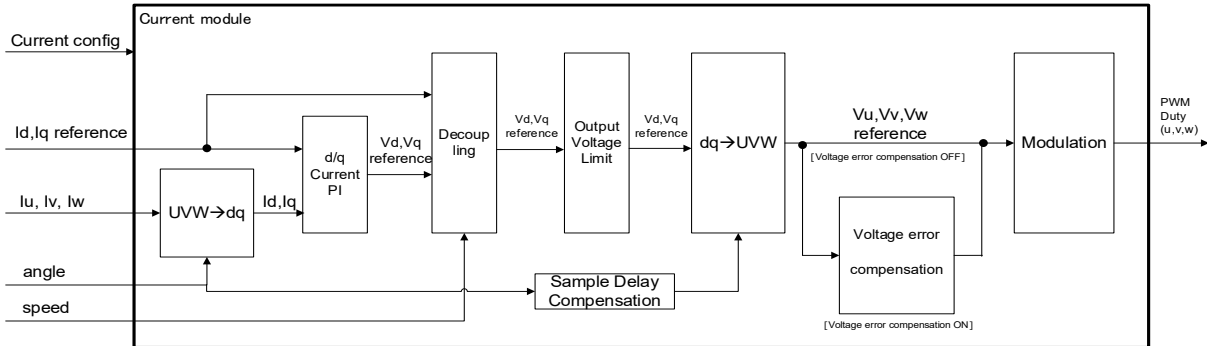 Current module
Current config
Id,Iq reference
Iu, Iv, Iw
angle
speed
UVW→dq
Id,Iq
d/q
Current
PI
Vd,Vq
reference
Decoup
ling
Vd,Vq
reference
Output
Voltage
Limit
Vd,Vq
reference
dq→UVW
Sample Delay
Compensation
Vu,Vv,Vw
reference
[Voltage error compensation OFF]
Voltage error
compensation
[Voltage error compensation ON]
Modulation
PWM
Duty
(u,v,w)